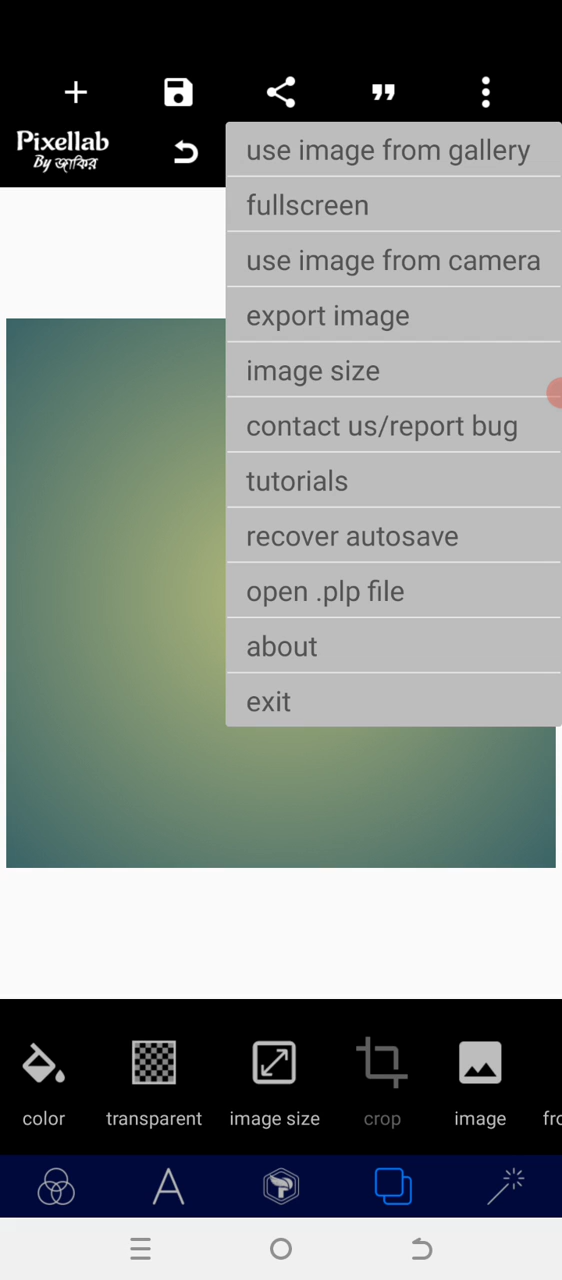 Pixellab
By জাকির
use image from gallery
fullscreen
use image from camera
export image
image size
contact us/report bug
tutorials
recover autosave
open .plp file
about
exit
color
transparent
image size
crop
image
fro